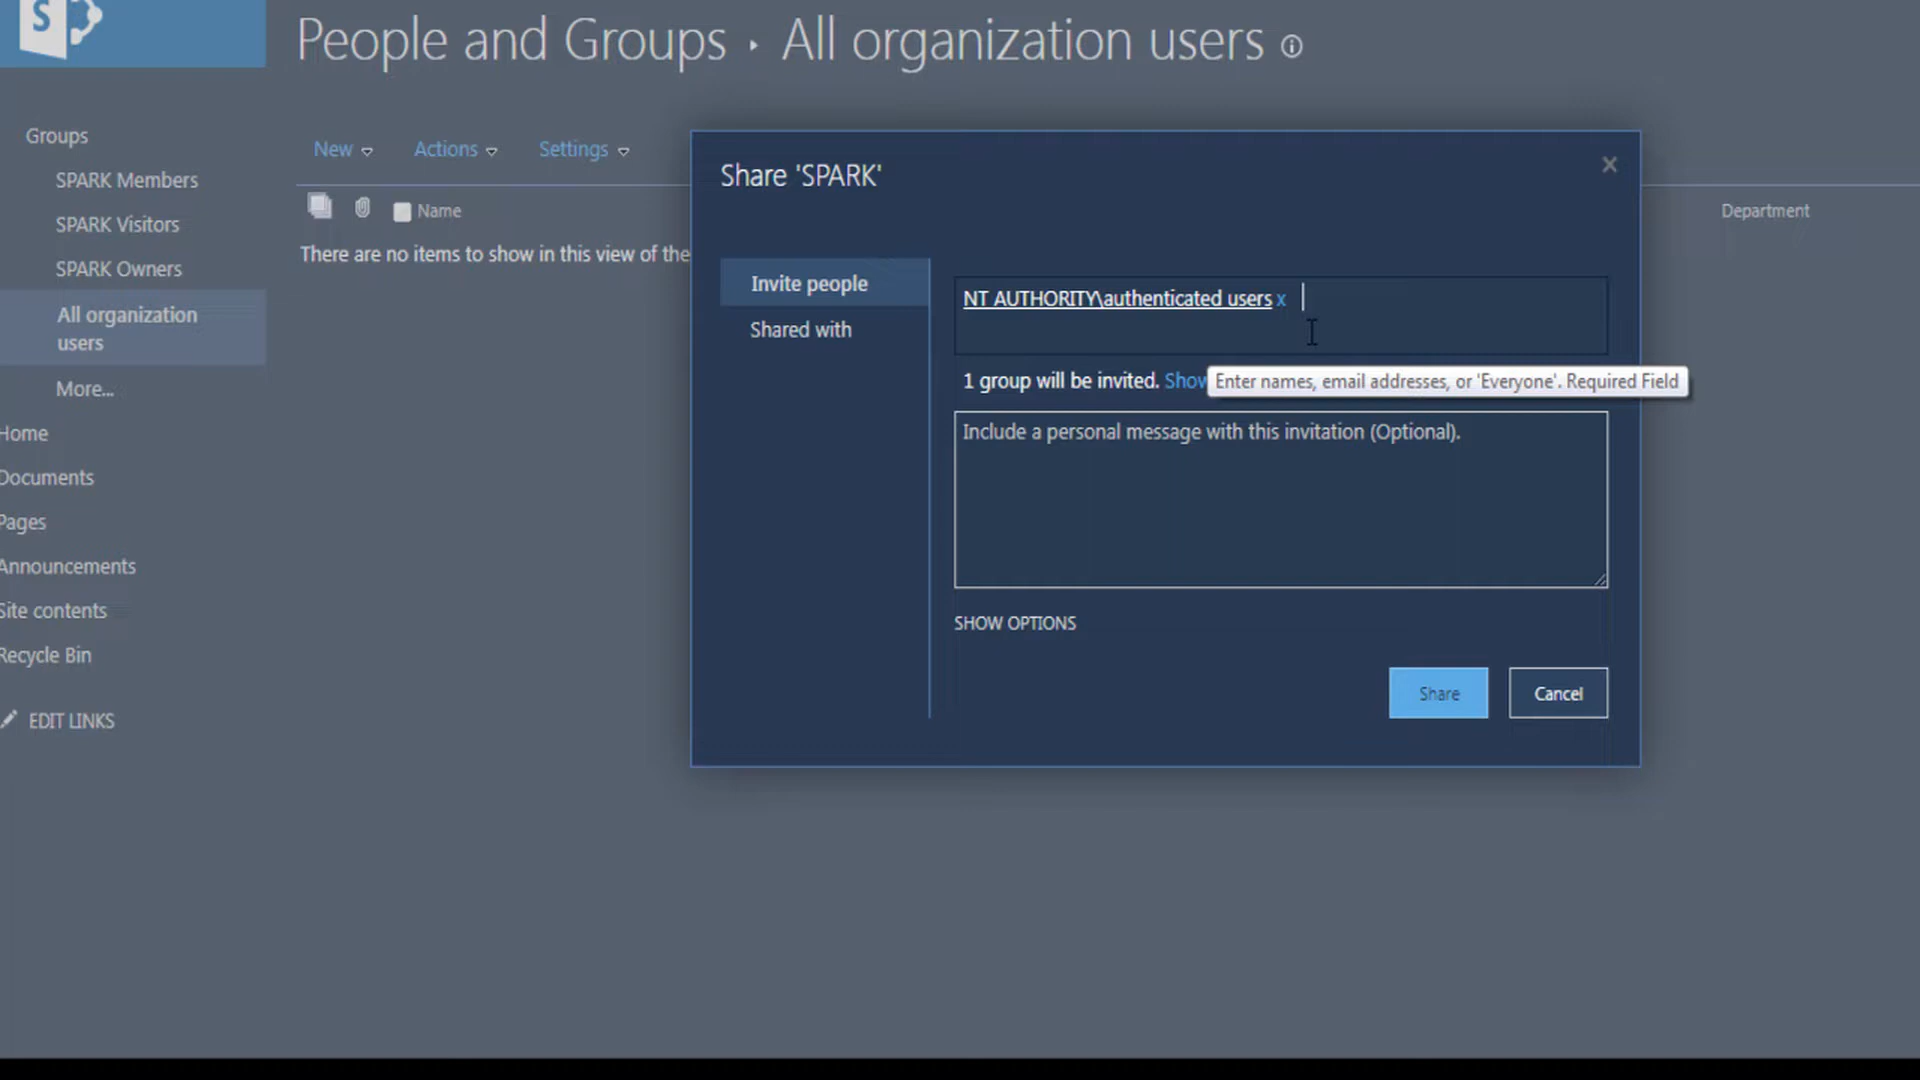 S
People and Groups ▸ All organization users
Groups
SPARK Members
SPARK Visitors
SPARK Owners
All organization
users
More...
Home
Documents
Pages
Announcements
Site contents
Recycle Bin
EDIT LINKS
New Actions Settings
Name Department
There are no items to show in this view of the
Share 'SPARK'
Invite people
Shared with
NT AUTHORITY\authenticated users x
1 group will be invited. Show
Enter names, email addresses, or 'Everyone'. Required Field
Include a personal message with this invitation (Optional).
SHOW OPTIONS
Share Cancel